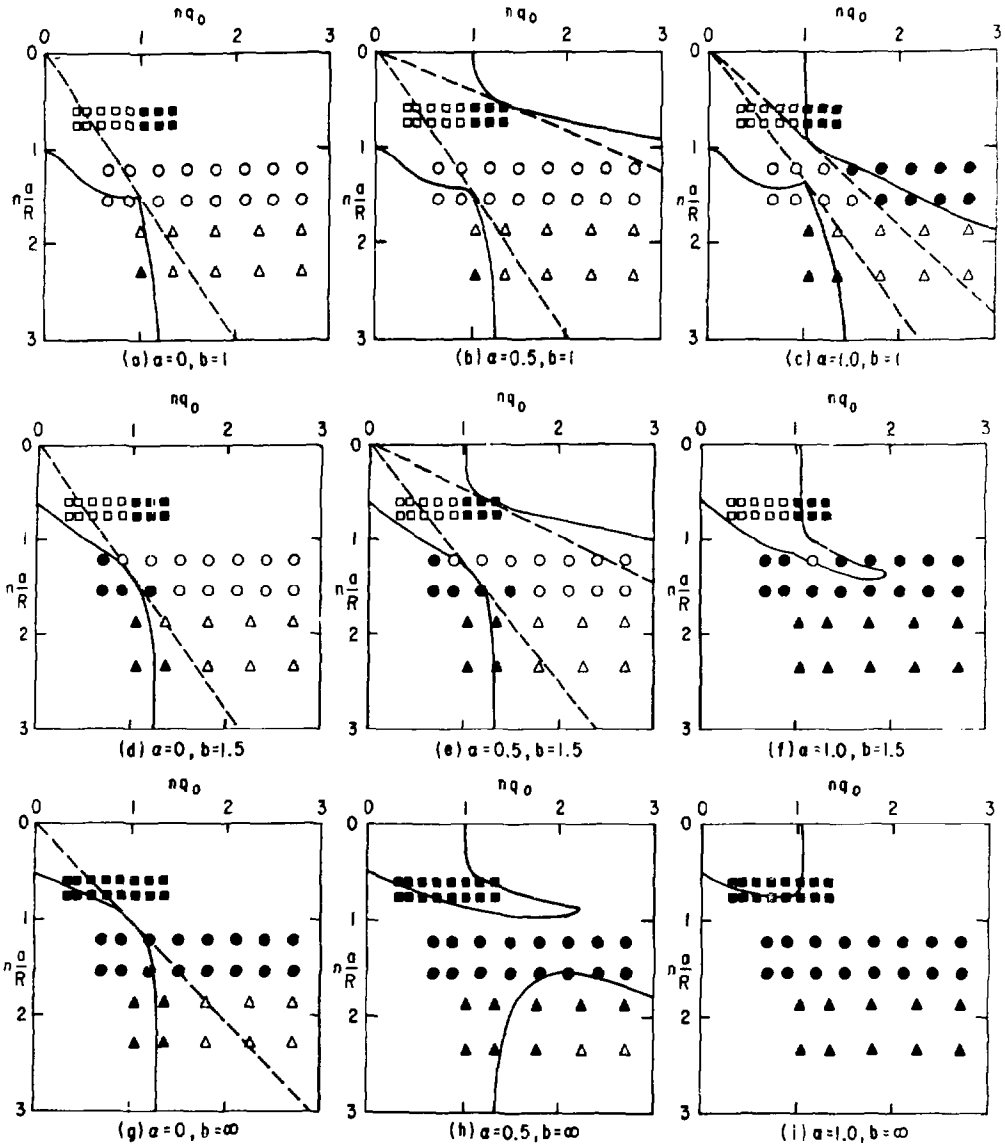 nq₀ nq₀ nq₀
0 1 2 3 0 1 2 3 0 1 2 3
0 0 0
1 1 1
n a/R n a/R n a/R
2 2 2
3 3 3
(a) a=0, b=1 (b) a=0.5, b=1 (c) a=1.0, b=1
nq₀ nq₀ nq₀
0 1 2 3 0 1 2 3 0 1 2 3
0 0 0
1 1 1
n a/R n a/R n a/R
2 2 2
3 3 3
(d) a=0, b=1.5 (e) a=0.5, b=1.5 (f) a=1.0, b=1.5
nq₀ nq₀ nq₀
0 1 2 3 0 1 2 3 0 1 2 3
0 0 0
1 1 1
n a/R n a/R n a/R
2 2 2
3 3 3
(g) a=0, b=∞ (h) a=0.5, b=∞ (i) a=1.0, b=∞